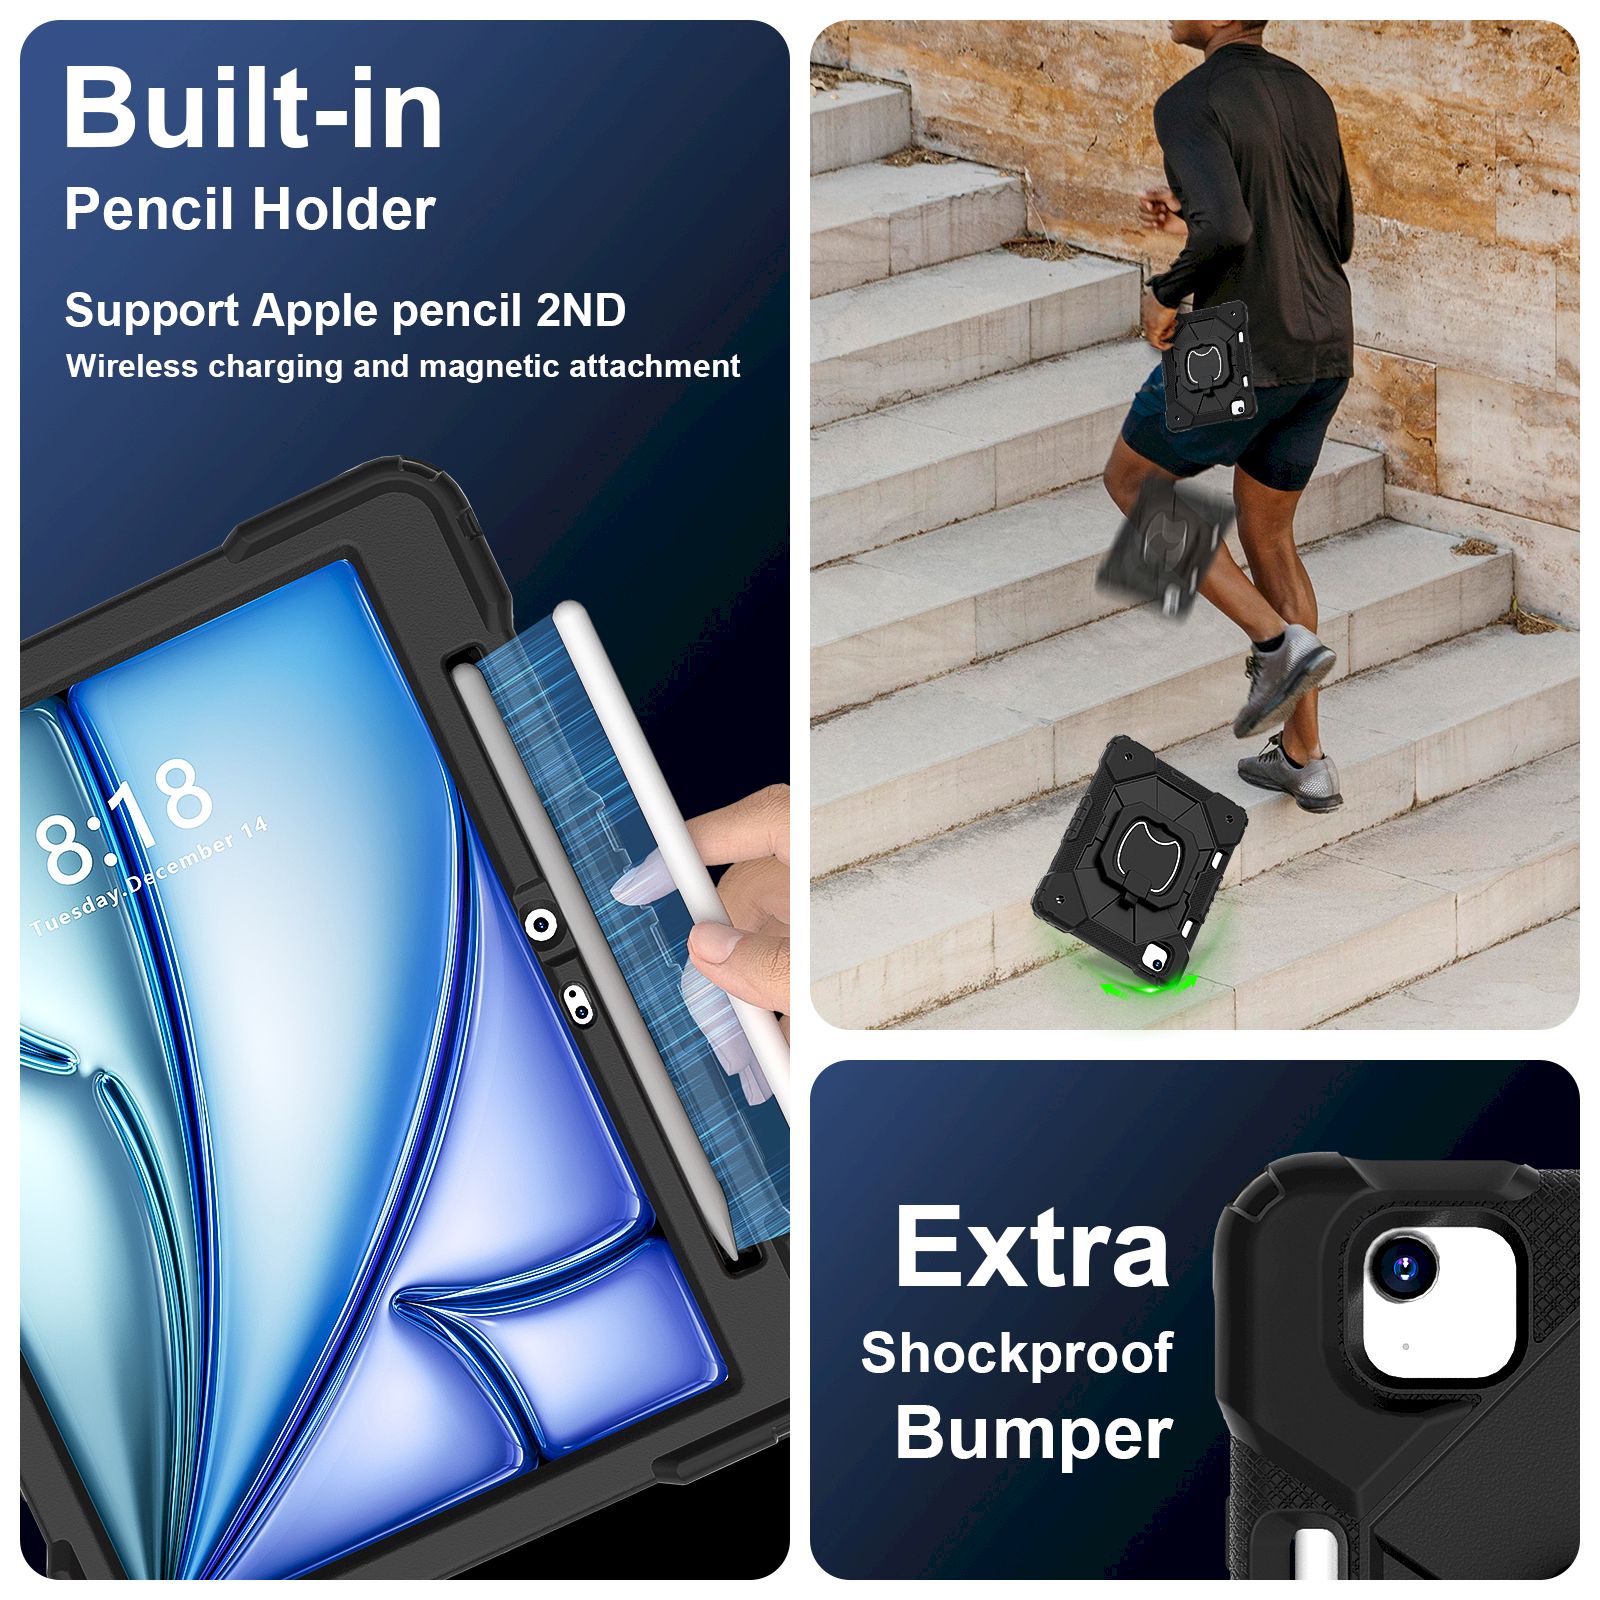 Built-in
Pencil Holder
Support Apple pencil 2ND
Wireless charging and magnetic attachment
8:18
Tuesday.December 14
Extra
Shockproof
Bumper